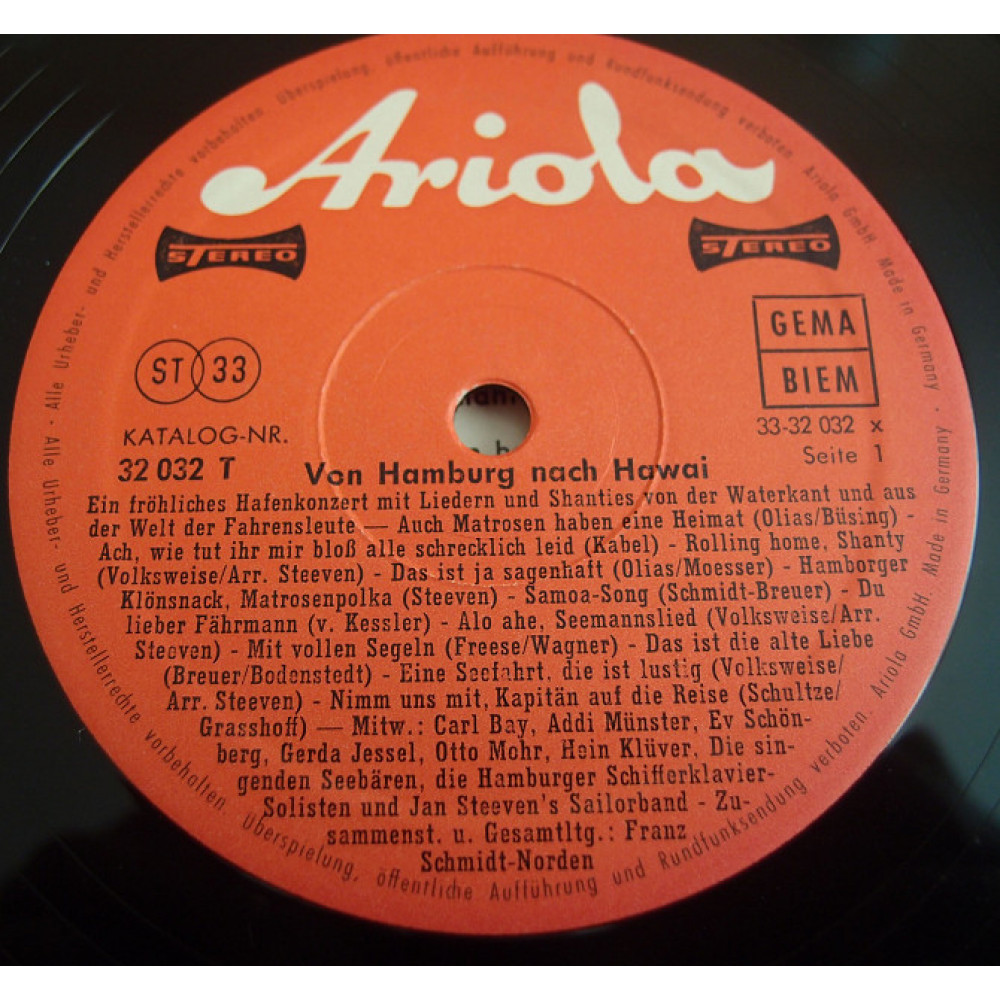 Ariola
STEREO
STEREO
ST 33
GEMA
BIEM
KATALOG-NR.
32 032 T
33-32 032 x
Seite 1
Von Hamburg nach Hawai
Ein fröhliches Hafenkonzert mit Liedern und Shanties von der Waterkant und aus
der Welt der Fahrensleute — Auch Matrosen haben eine Heimat (Olias/Büsing) -
Ach, wie tut ihr mir bloß alle schrecklich leid (Kabel) - Rolling home, Shanty
(Volksweise/Arr. Steeven) - Das ist ja sagenhaft (Olias/Moesser) - Hamborger
Klönsnack, Matrosenpolka (Steeven) - Samoa-Song (Schmidt-Breuer) - Du
lieber Fährmann (v. Kessler) - Alo ahe, Seemannslied (Volksweise/Arr.
Steeven) - Mit vollen Segeln (Freese/Wagner) - Das ist die alte Liebe
(Breuer/Bodenstedt) - Eine Seefahrt, die ist lustig (Volksweise/
Arr. Steeven) - Nimm uns mit, Kapitän auf die Reise (Schultze/
Grasshoff) — Mitw.: Carl Bay, Addi Münster, Ev Schön-
berg, Gerda Jessel, Otto Mohr, Hein Klüver, Die sin-
genden Seebären, die Hamburger Schifferklavier-
Solisten und Jan Steeven's Sailorband - Zu-
sammenst. u. Gesamtltg.: Franz
Schmidt-Norden
Alle Urheber- und Herstellerrechte vorbehalten. Überspielung, öffentliche Aufführung und Rundfunksendung verboten. Ariola GmbH. Made in Germany ·
Alle Urheber- und Herstellerrechte vorbehalten. Überspielung, öffentliche Aufführung und Rundfunksendung verboten. Ariola GmbH. Made in Germany ·